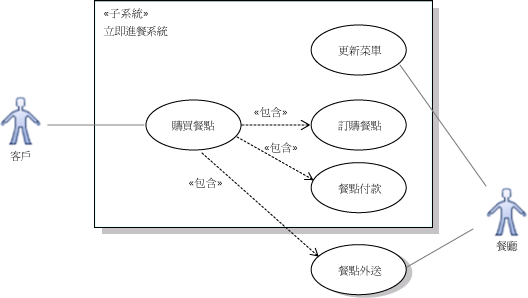 «子系統»
立即進餐系統
更新菜單
«包含»
購買餐點
訂購餐點
«包含»
客戶
«包含»
餐點付款
餐廳
餐點外送